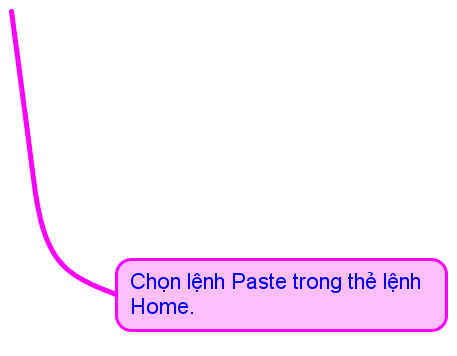 Chọn lệnh Paste trong thẻ lệnh
Home.